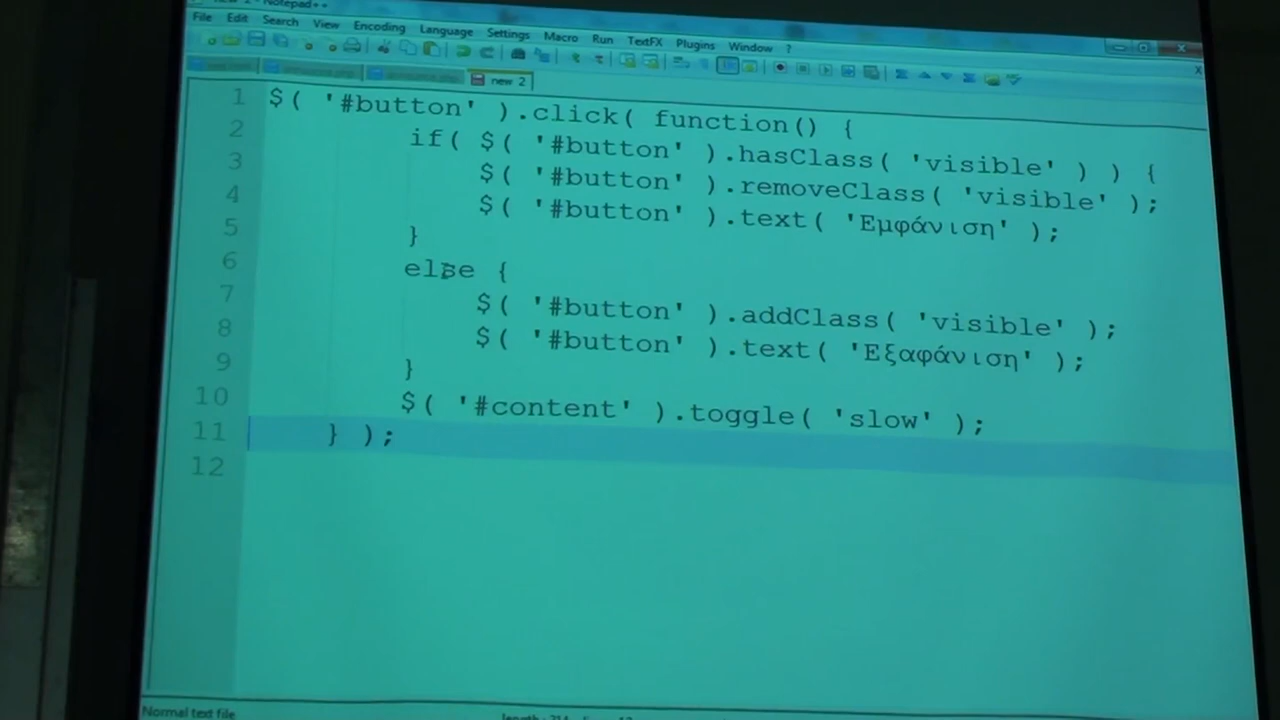 Notepad++
File Edit Search View Encoding Language Settings Macro Run TextFX Plugins Window ?
new 2
1 $( '#button' ).click( function() {
2 if( $( '#button' ).hasClass( 'visible' ) ) {
3 $( '#button' ).removeClass( 'visible' );
4 $( '#button' ).text( 'Εμφάνιση' );
5 }
6 else {
7 $( '#button' ).addClass( 'visible' );
8 $( '#button' ).text( 'Εξαφάνιση' );
9 }
10 $( '#content' ).toggle( 'slow' );
11 } );
12
Normal text file